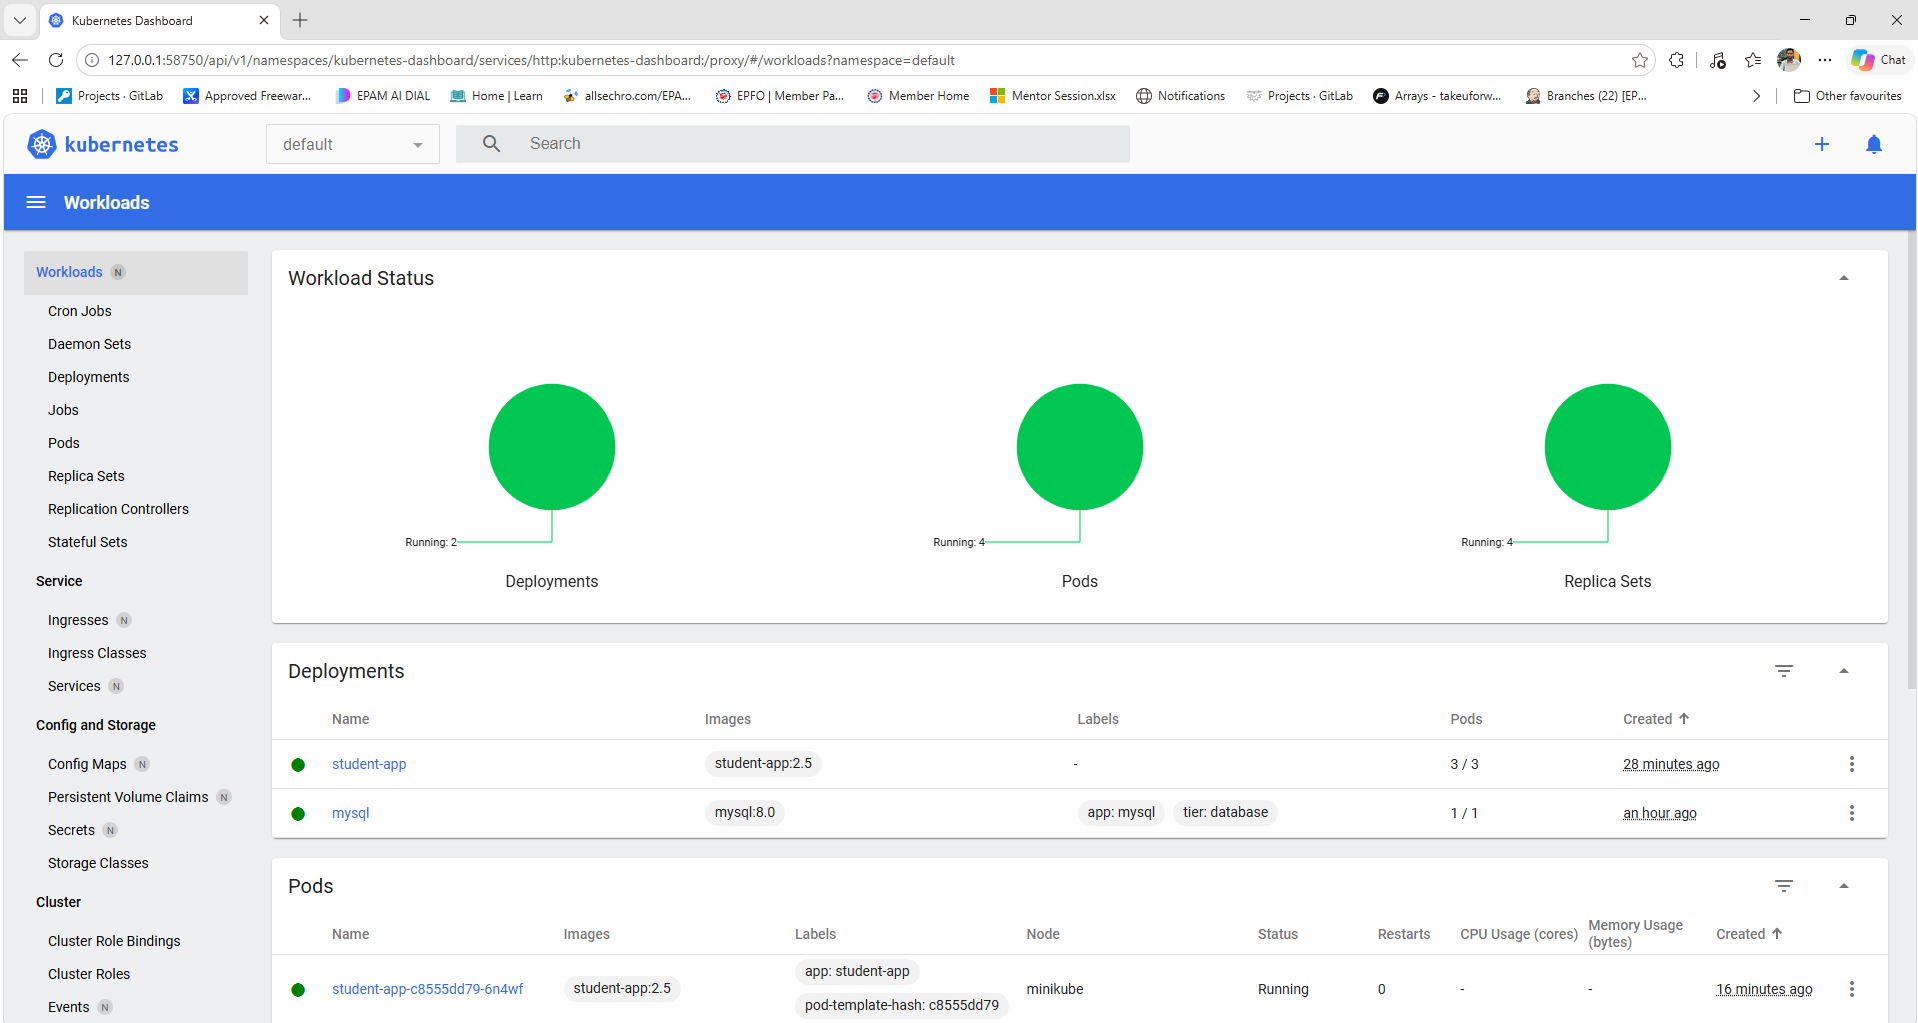 Kubernetes Dashboard
127.0.0.1:58750/api/v1/namespaces/kubernetes-dashboard/services/http:kubernetes-dashboard:/proxy/#/workloads?namespace=default
Chat
Projects · GitLab
Approved Freewar...
EPAM AI DIAL
Home | Learn
allsechro.com/EPA...
EPFO | Member Pa...
Member Home
Mentor Session.xlsx
Notifications
Projects · GitLab
Arrays - takeuforw...
Branches (22) [EP...
Other favourites
kubernetes
default
Search
Workloads
Workloads N
Cron Jobs
Daemon Sets
Deployments
Jobs
Pods
Replica Sets
Replication Controllers
Stateful Sets
Service
Ingresses N
Ingress Classes
Services N
Config and Storage
Config Maps N
Persistent Volume Claims N
Secrets N
Storage Classes
Cluster
Cluster Role Bindings
Cluster Roles
Events N
Workload Status
Running: 2
Deployments
Running: 4
Pods
Running: 4
Replica Sets
Deployments
Name Images Labels Pods Created
student-app student-app:2.5 - 3 / 3 28 minutes ago
mysql mysql:8.0 app: mysql tier: database 1 / 1 an hour ago
Pods
Name Images Labels Node Status Restarts CPU Usage (cores) Memory Usage (bytes) Created
student-app-c8555dd79-6n4wf student-app:2.5 app: student-app pod-template-hash: c8555dd79 minikube Running 0 - - 16 minutes ago